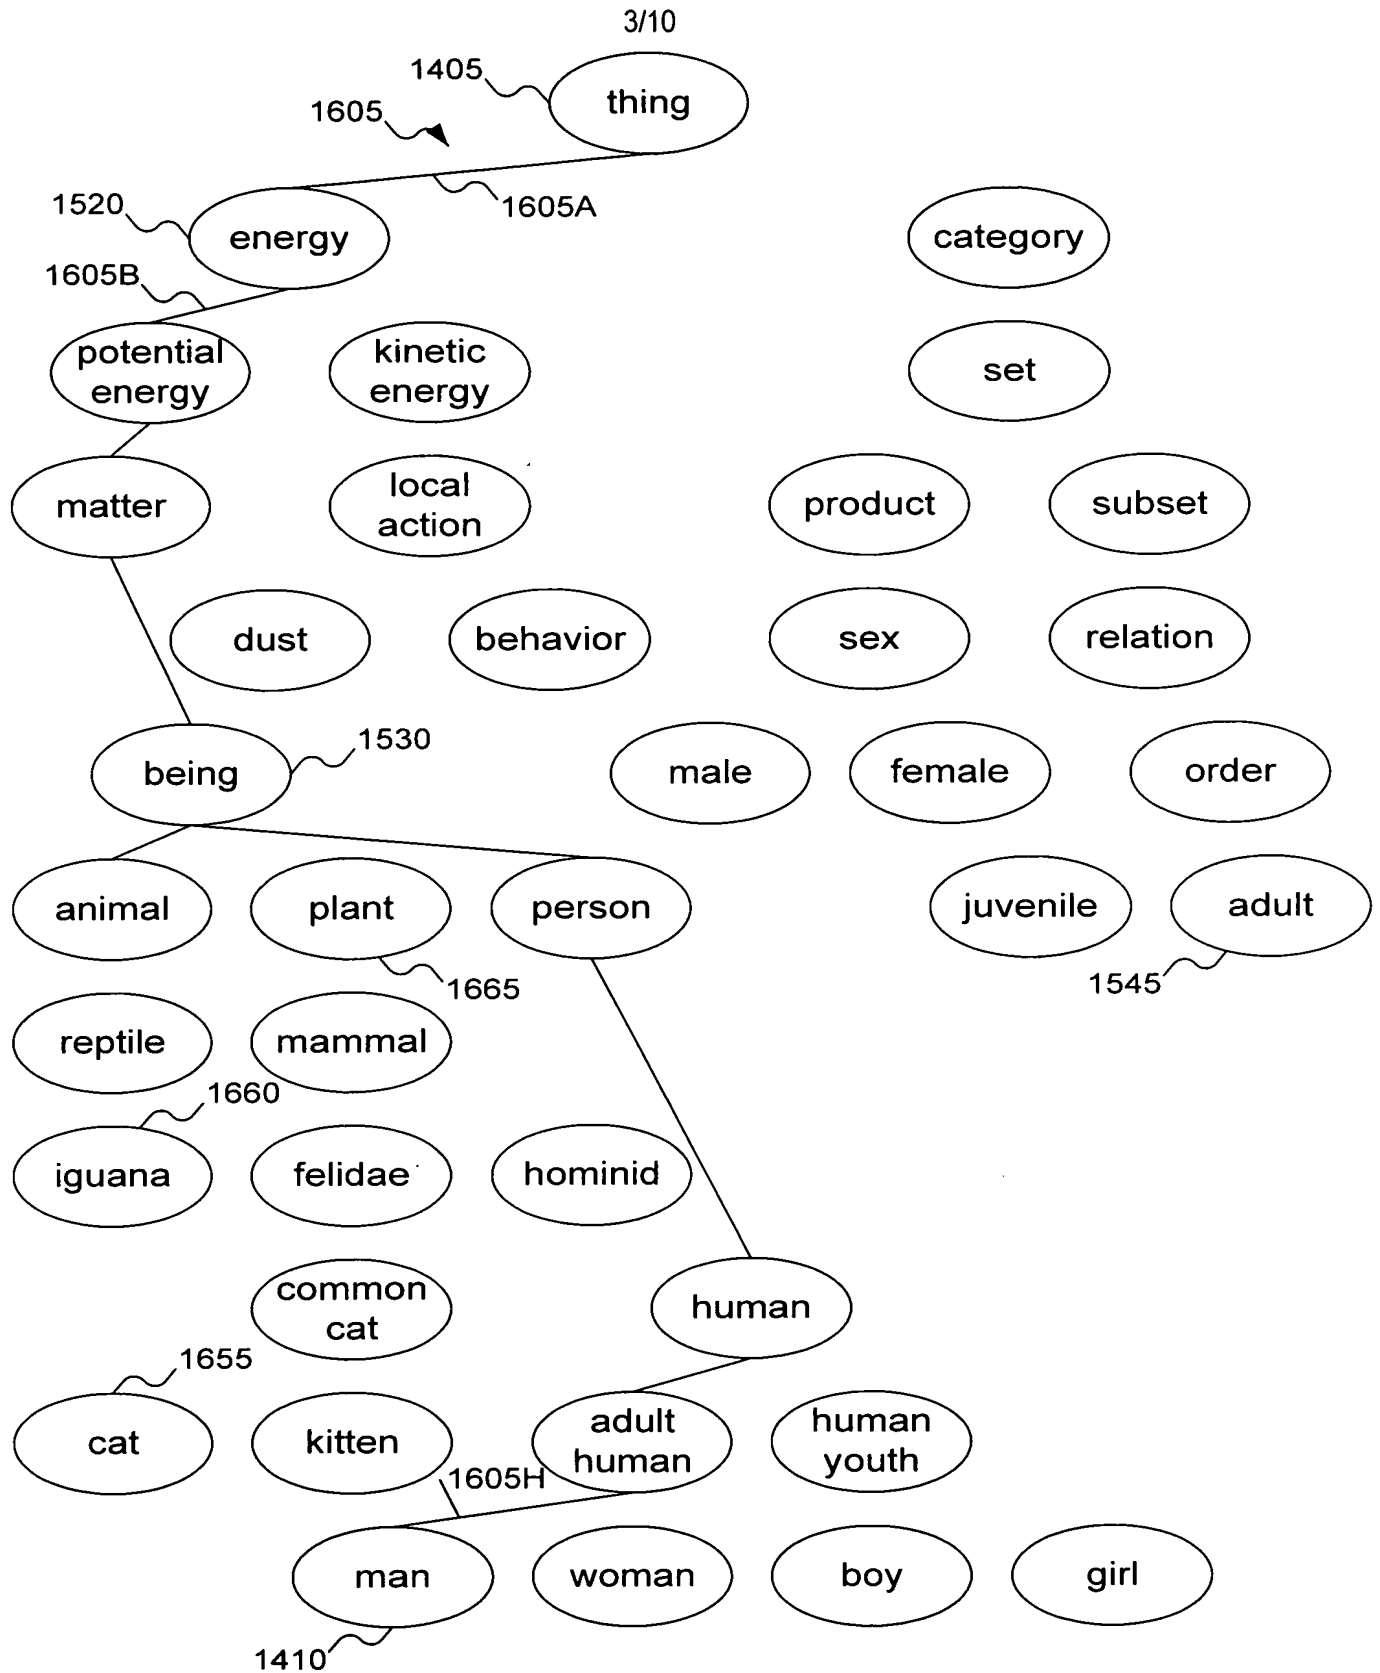 3/10
1405
thing
1605
1605A
1520
energy
category
1605B
potential
energy
kinetic
energy
set
matter
local
action
product
subset
dust
behavior
sex
relation
being
1530
male
female
order
animal
plant
person
juvenile
adult
1665
1545
reptile
mammal
1660
iguana
felidae
hominid
common
cat
human
1655
cat
kitten
adult
human
human
youth
1605H
man
woman
boy
girl
1410